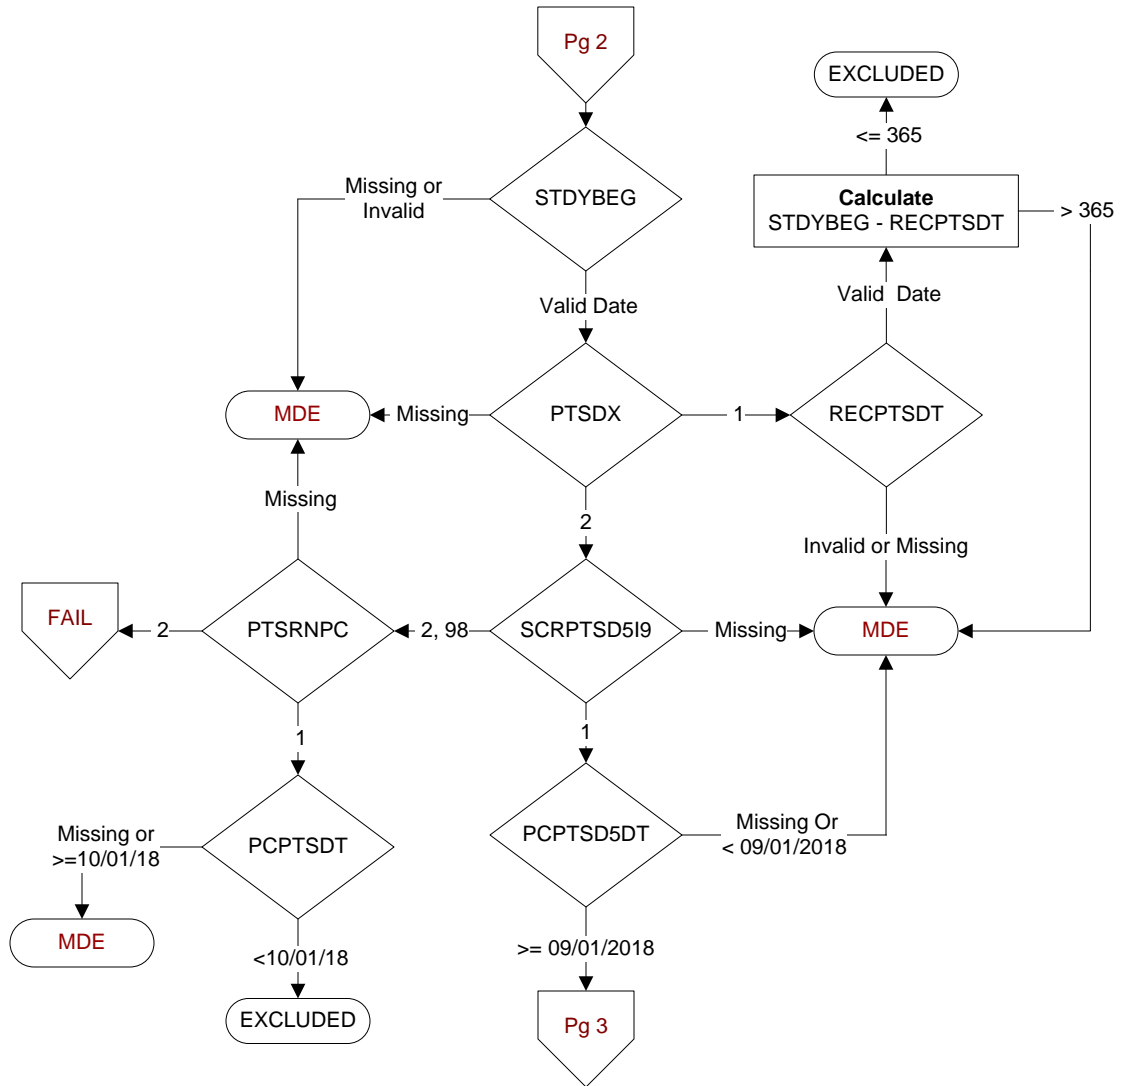 Pg 2
EXCLUDED
<= 365
Missing or
Invalid
STDYBEG
Calculate
STDYBEG - RECPTSDT
> 365
Valid Date
Valid  Date
MDE
Missing
PTSDX
1
RECPTSDT
Missing
2
Invalid or Missing
FAIL
2
PTSRNPC
2, 98
SCRPTSD5I9
Missing
MDE
1
1
Missing or
>=10/01/18
PCPTSDT
PCPTSD5DT
Missing Or
< 09/01/2018
MDE
<10/01/18
>= 09/01/2018
EXCLUDED
Pg 3